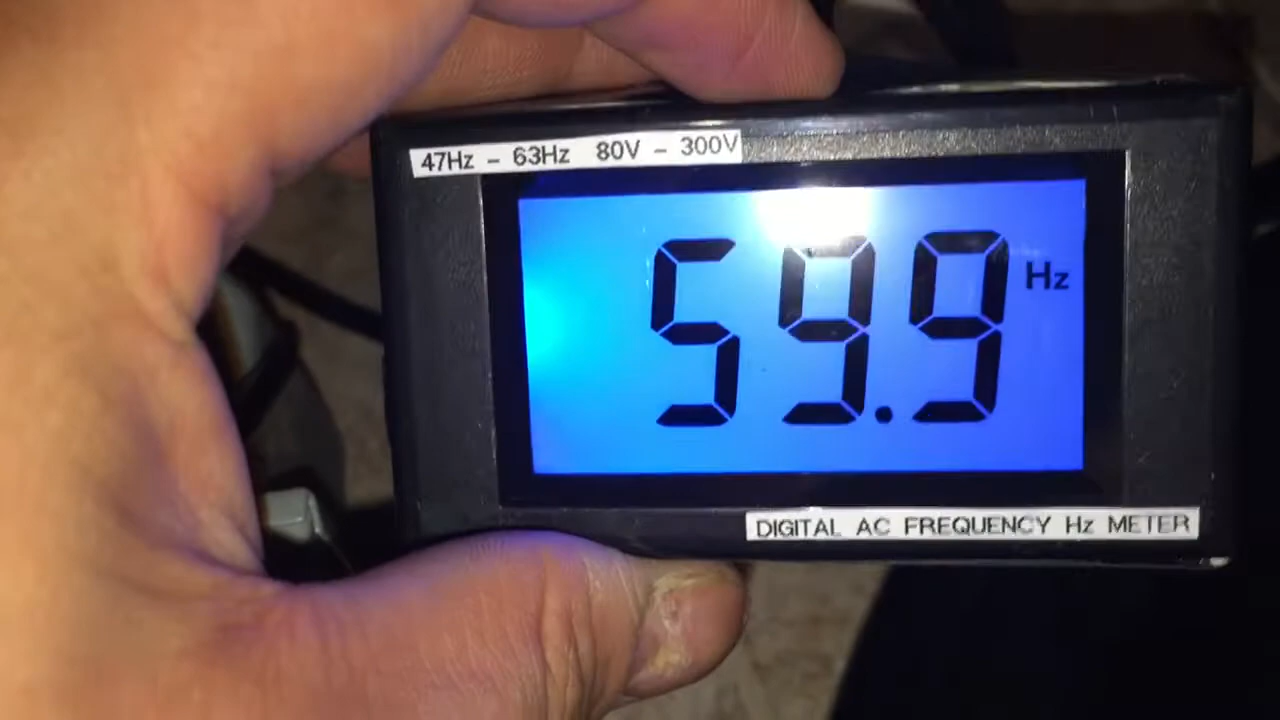 47Hz – 63Hz 80V – 300V
59.9 Hz
DIGITAL AC FREQUENCY Hz METER